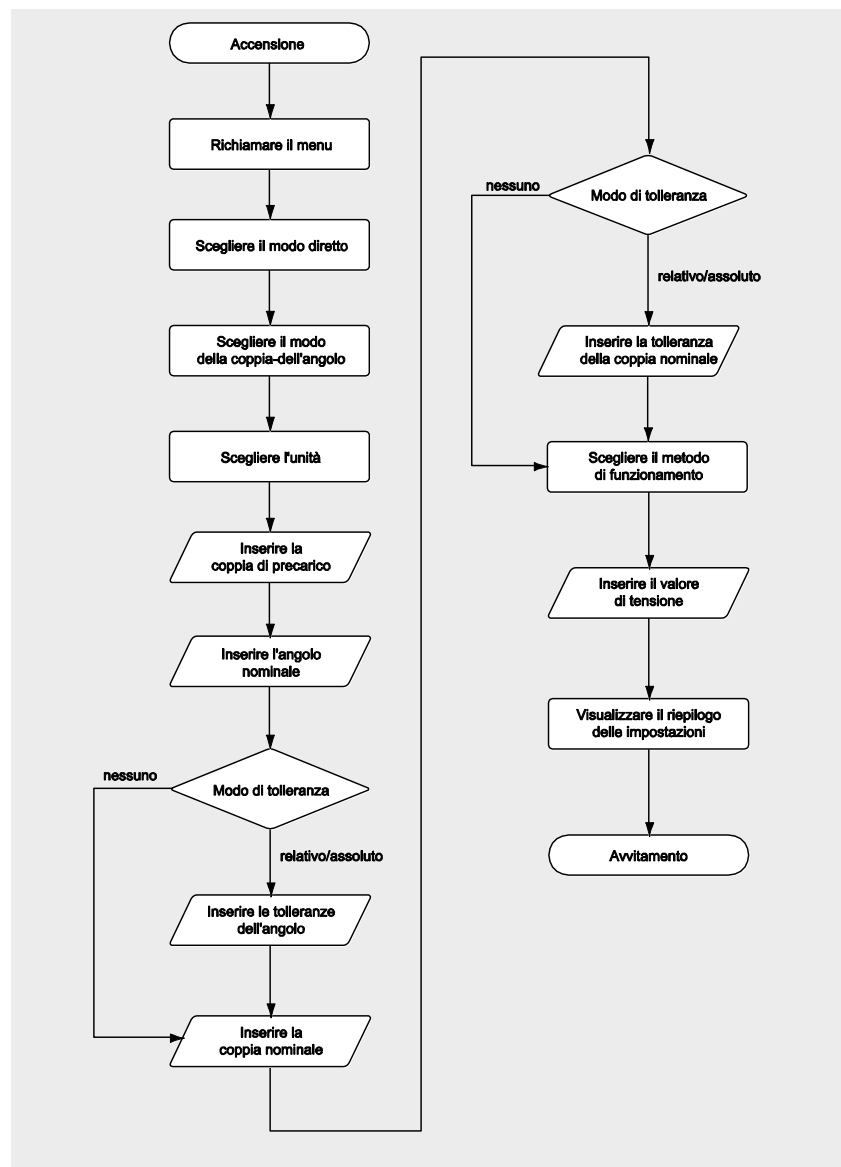 Accensione
Richiamare il menu
Scegliere il modo diretto
Scegliere il modo
della coppia-dell'angolo
Scegliere l'unità
Inserire la
coppia di precarico
Inserire l'angolo
nominale
nessuno
Modo di tolleranza
relativo/assoluto
Inserire le tolleranze
dell'angolo
Inserire la
coppia nominale
nessuno
Modo di tolleranza
relativo/assoluto
Inserire la tolleranza
della coppia nominale
Scegliere il metodo
di funzionamento
Inserire il valore
di tensione
Visualizzare il riepilogo
delle impostazioni
Avvitamento